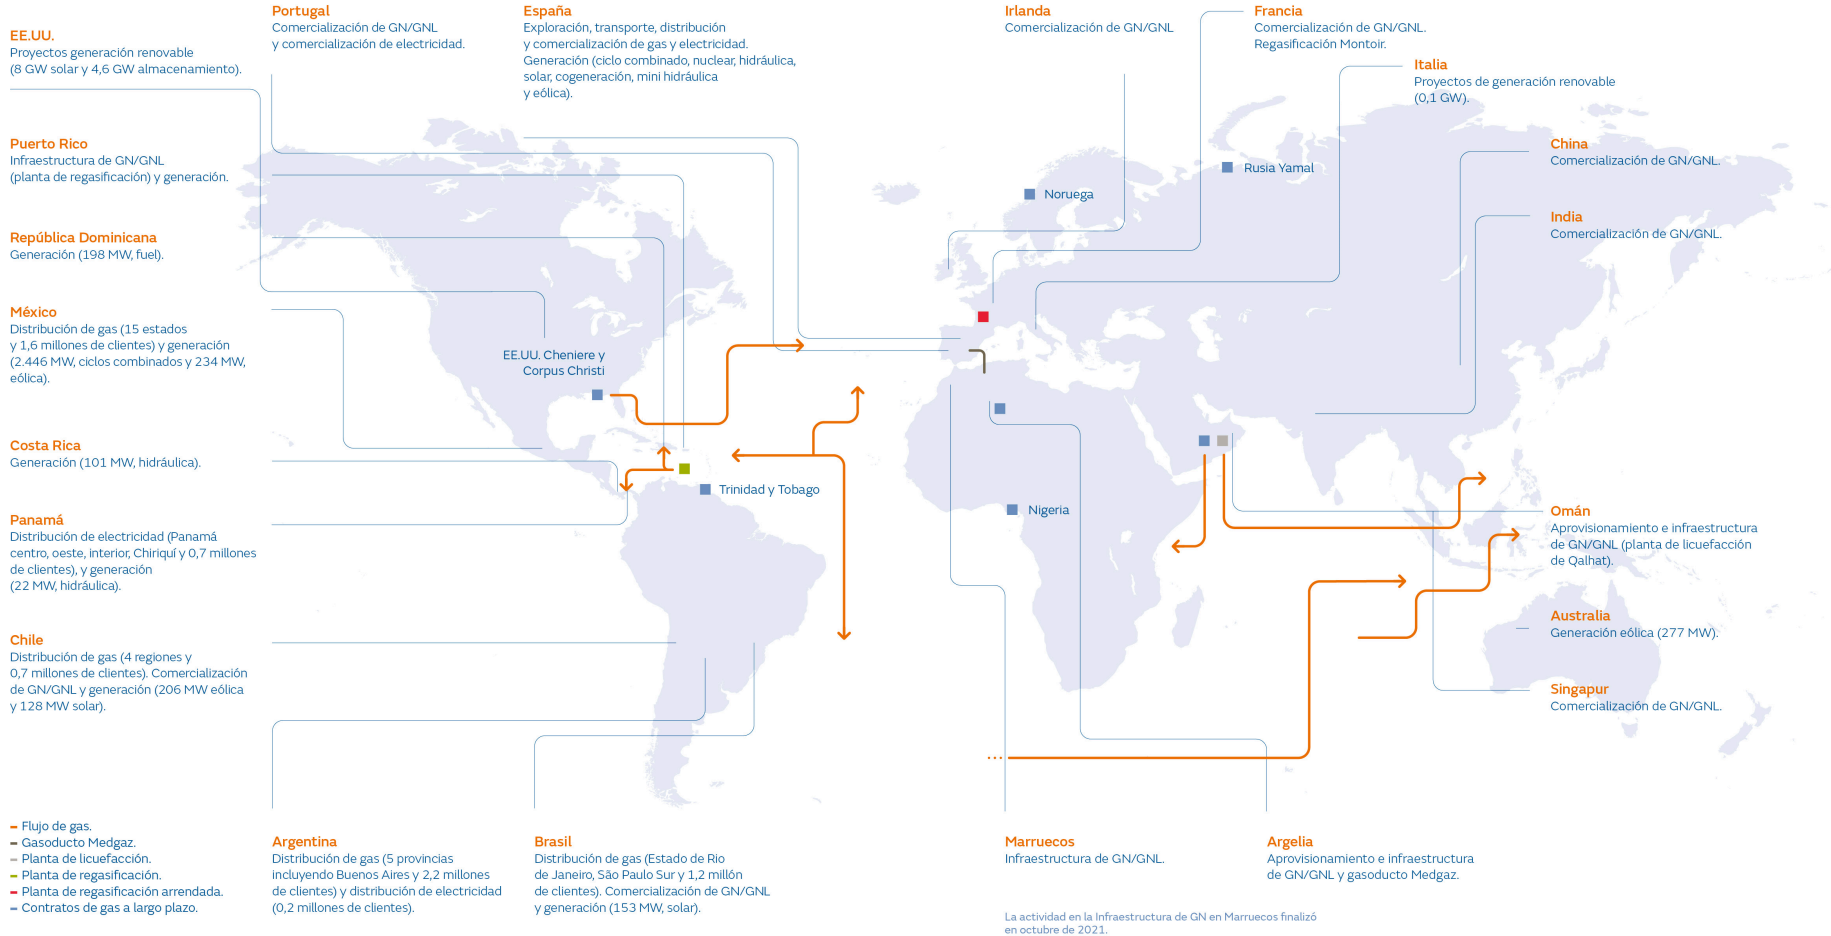 EE.UU.
Proyectos generación renovable
(8 GW solar y 4,6 GW almacenamiento).
Portugal
Comercialización de GN/GNL
y comercialización de electricidad.
España
Exploración, transporte, distribución
y comercialización de gas y electricidad.
Generación (ciclo combinado, nuclear, hidráulica,
solar, cogeneración, mini hidráulica
y eólica).
Irlanda
Comercialización de GN/GNL
Francia
Comercialización de GN/GNL.
Regasificación Montoir.
Italia
Proyectos de generación renovable
(0,1 GW).
Puerto Rico
Infraestructura de GN/GNL
(planta de regasificación) y generación.
República Dominicana
Generación (198 MW, fuel).
México
Distribución de gas (15 estados
y 1,6 millones de clientes) y generación
(2.446 MW, ciclos combinados y 234 MW,
eólica).
Costa Rica
Generación (101 MW, hidráulica).
Panamá
Distribución de electricidad (Panamá
centro, oeste, interior, Chiriquí y 0,7 millones
de clientes), y generación
(22 MW, hidráulica).
Chile
Distribución de gas (4 regiones y
0,7 millones de clientes). Comercialización
de GN/GNL y generación (206 MW eólica
y 128 MW solar).
EE.UU. Cheniere y
Corpus Christi
Trinidad y Tobago
Noruega
Rusia Yamal
Nigeria
China
Comercialización de GN/GNL.
India
Comercialización de GN/GNL.
Omán
Aprovisionamiento e infraestructura
de GN/GNL (planta de licuefacción
de Qalhat).
Australia
Generación eólica (277 MW).
Singapur
Comercialización de GN/GNL.
Flujo de gas.
Gasoducto Medgaz.
Planta de licuefacción.
Planta de regasificación.
Planta de regasificación arrendada.
Contratos de gas a largo plazo.
Argentina
Distribución de gas (5 provincias
incluyendo Buenos Aires y 2,2 millones
de clientes) y distribución de electricidad
(0,2 millones de clientes).
Brasil
Distribución de gas (Estado de Rio
de Janeiro, São Paulo Sur y 1,2 millón
de clientes). Comercialización de GN/GNL
y generación (153 MW, solar).
Marruecos
Infraestructura de GN/GNL.
Argelia
Aprovisionamiento e infraestructura
de GN/GNL y gasoducto Medgaz.
La actividad en la Infraestructura de GN en Marruecos finalizó
en octubre de 2021.